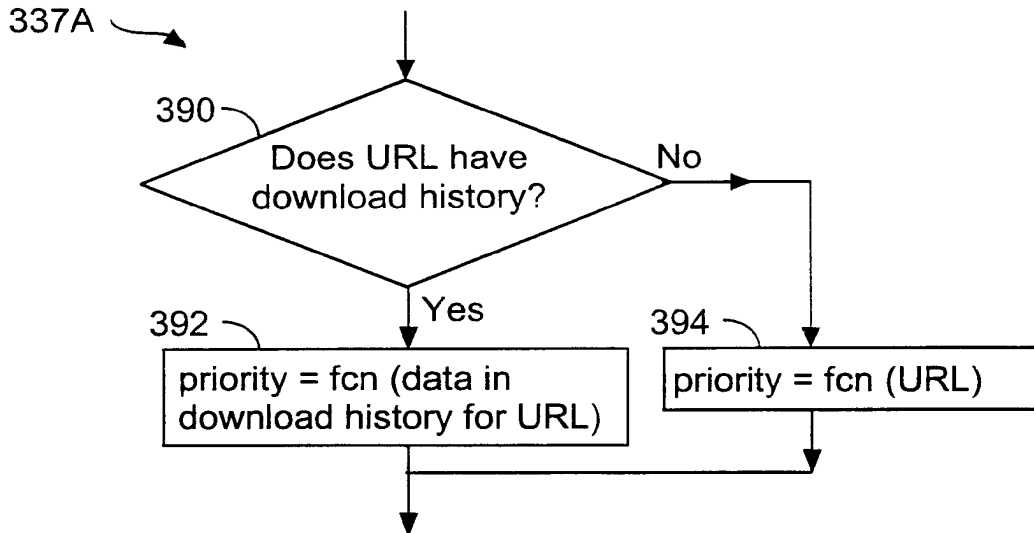 337A
390
Does URL have
download history?
No
Yes
392
priority = fcn (data in
download history for URL)
394
priority = fcn (URL)